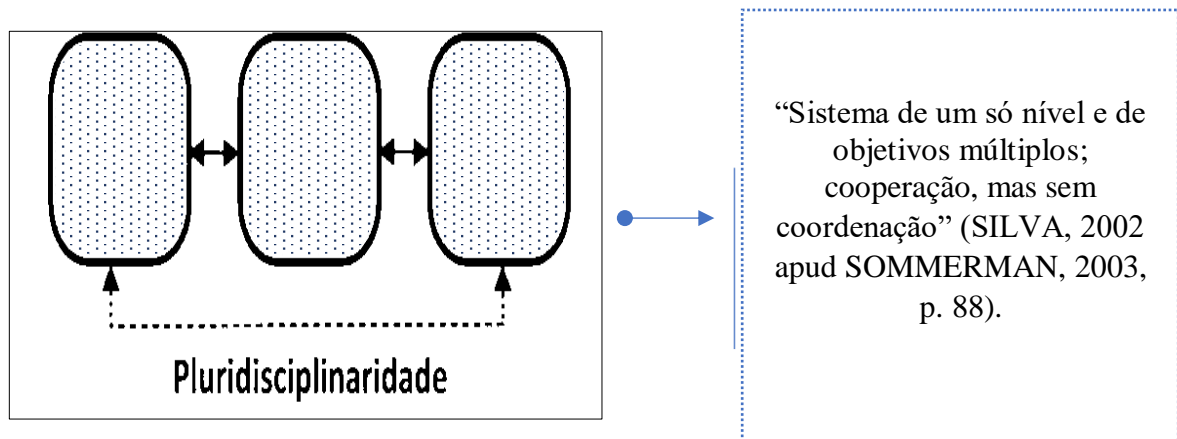 Pluridisciplinaridade
“Sistema de um só nível e de
objetivos múltiplos;
cooperação, mas sem
coordenação” (SILVA, 2002
apud SOMMERMAN, 2003,
p. 88).